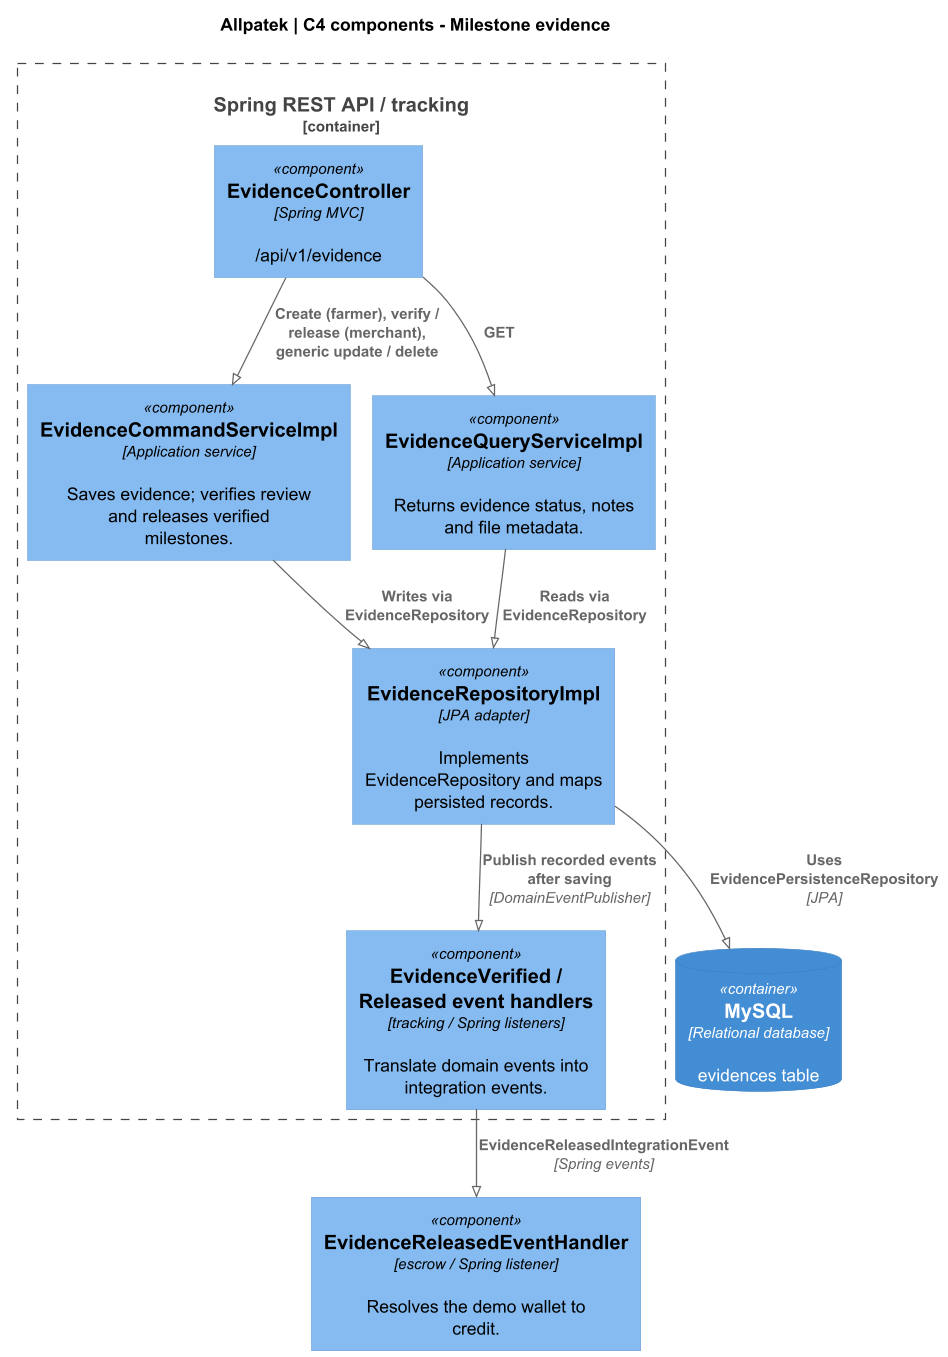 Allpatek | C4 components - Milestone evidence
Spring REST API / tracking
[container]
«component»
EvidenceController
[Spring MVC]
/api/v1/evidence
Create (farmer), verify /
release (merchant),
generic update / delete
GET
«component»
EvidenceCommandServiceImpl
[Application service]
Saves evidence; verifies review
and releases verified
milestones.
«component»
EvidenceQueryServiceImpl
[Application service]
Returns evidence status, notes
and file metadata.
Writes via
EvidenceRepository
Reads via
EvidenceRepository
«component»
EvidenceRepositoryImpl
[JPA adapter]
Implements
EvidenceRepository and maps
persisted records.
Publish recorded events
after saving
[DomainEventPublisher]
Uses
EvidencePersistenceRepository
[JPA]
«component»
EvidenceVerified /
Released event handlers
[tracking / Spring listeners]
Translate domain events into
integration events.
«container»
MySQL
[Relational database]
evidences table
EvidenceReleasedIntegrationEvent
[Spring events]
«component»
EvidenceReleasedEventHandler
[escrow / Spring listener]
Resolves the demo wallet to
credit.